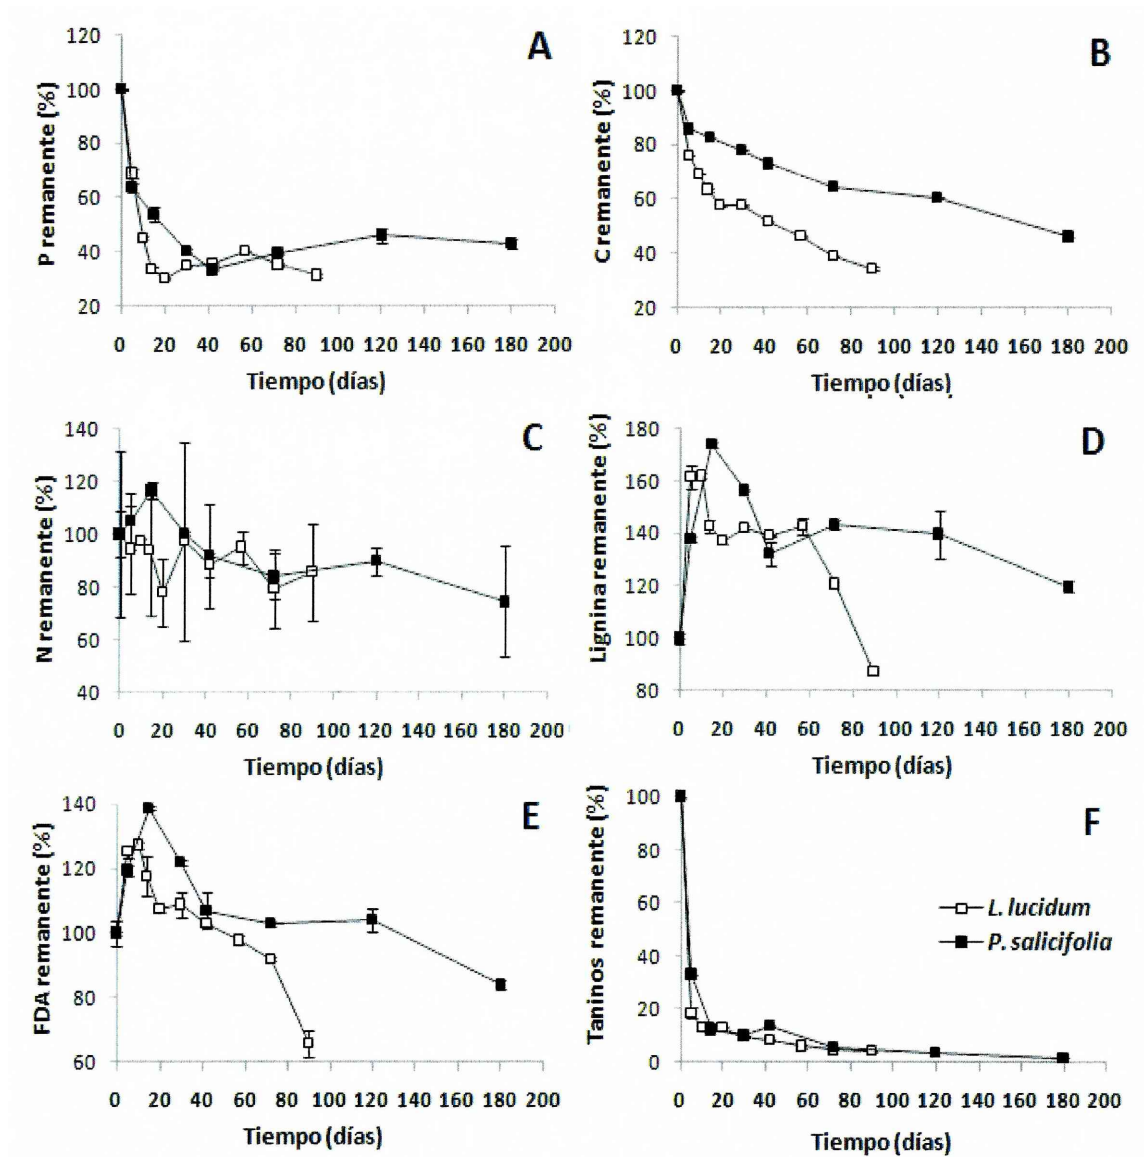 A
P remanente (%)
120
100
80
60
40
20
0 20 40 60 80 100 120 140 160 180 200
Tiempo (días)
B
C remanente (%)
120
100
80
60
40
20
0 20 40 60 80 100 120 140 160 180 200
Tiempo (días)
C
N remanente (%)
140
120
100
80
60
40
0 20 40 60 80 100 120 140 160 180 200
Tiempo (días)
D
Lignina remanente (%)
180
160
140
120
100
80
0 20 40 60 80 100 120 140 160 180 200
Tiempo (días)
E
FDA remanente (%)
140
120
100
80
60
0 20 40 60 80 100 120 140 160 180 200
Tiempo (días)
F
Taninos remanente (%)
100
80
60
40
20
0
L. lucidum
P. salicifolia
0 20 40 60 80 100 120 140 160 180 200
Tiempo (días)